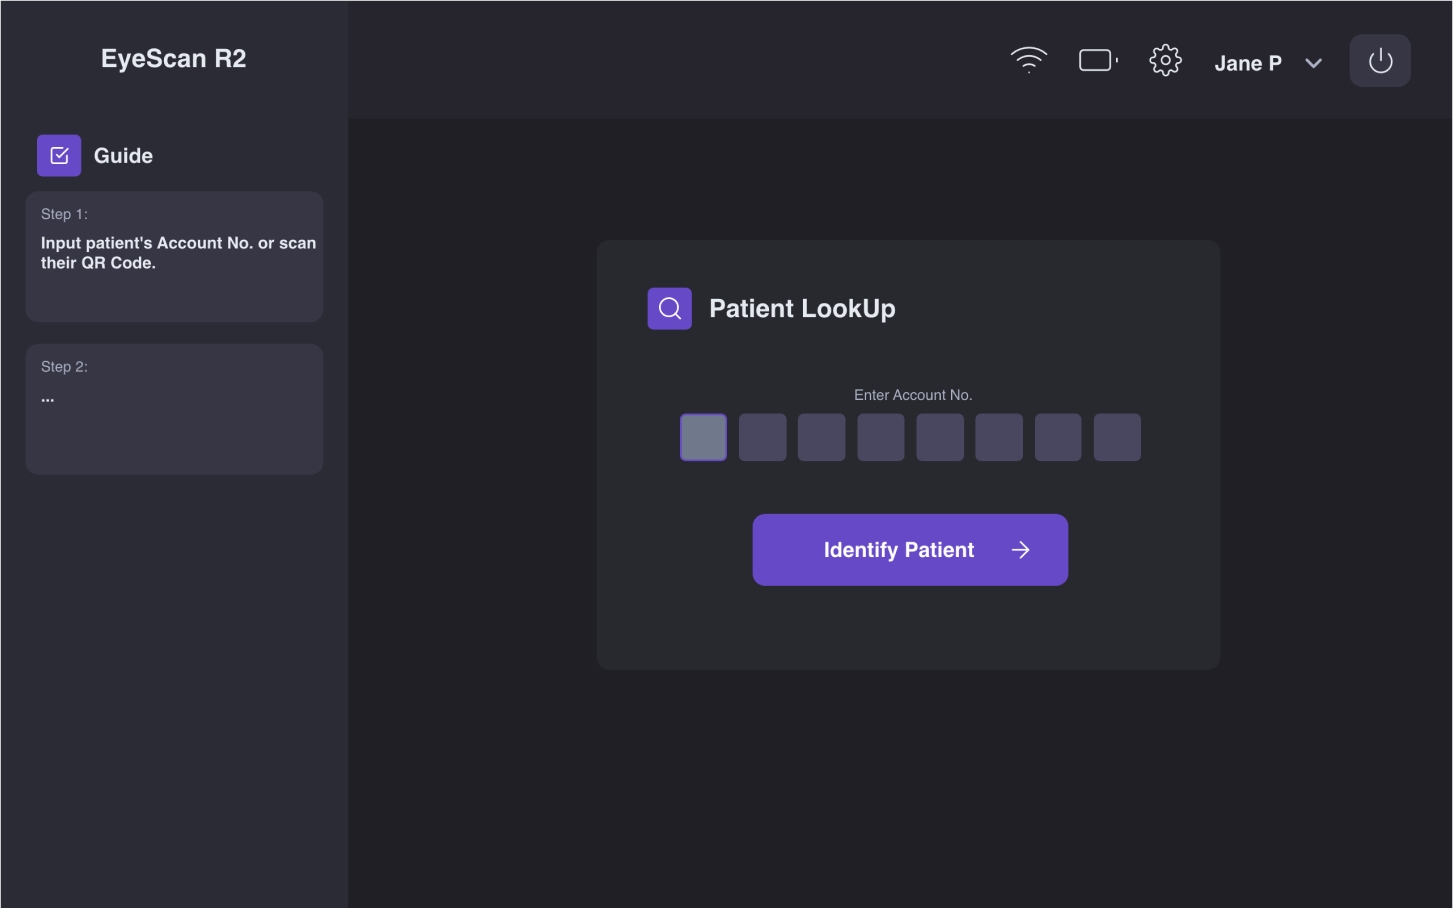 EyeScan R2
Jane P
Guide
Step 1:
Input patient's Account No. or scan
their QR Code.
Step 2:
...
Patient LookUp
Enter Account No.
Identify Patient